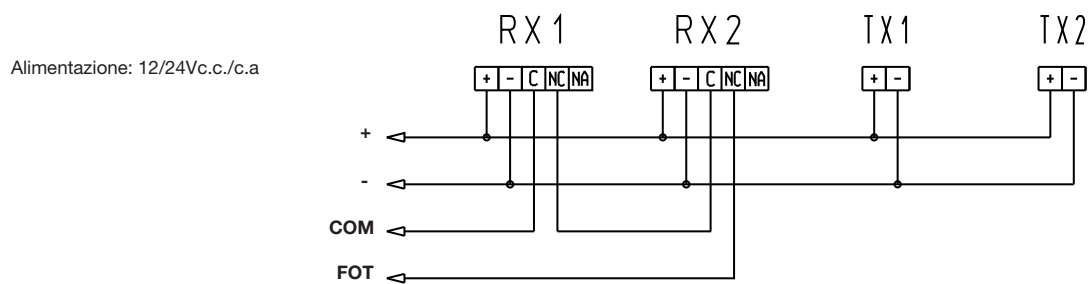 RX1 RX2 TX1 TX2
Alimentazione: 12/24Vc.c./c.a
+ - C NC NA + - C NC NA + - + -
+
-
COM
FOT